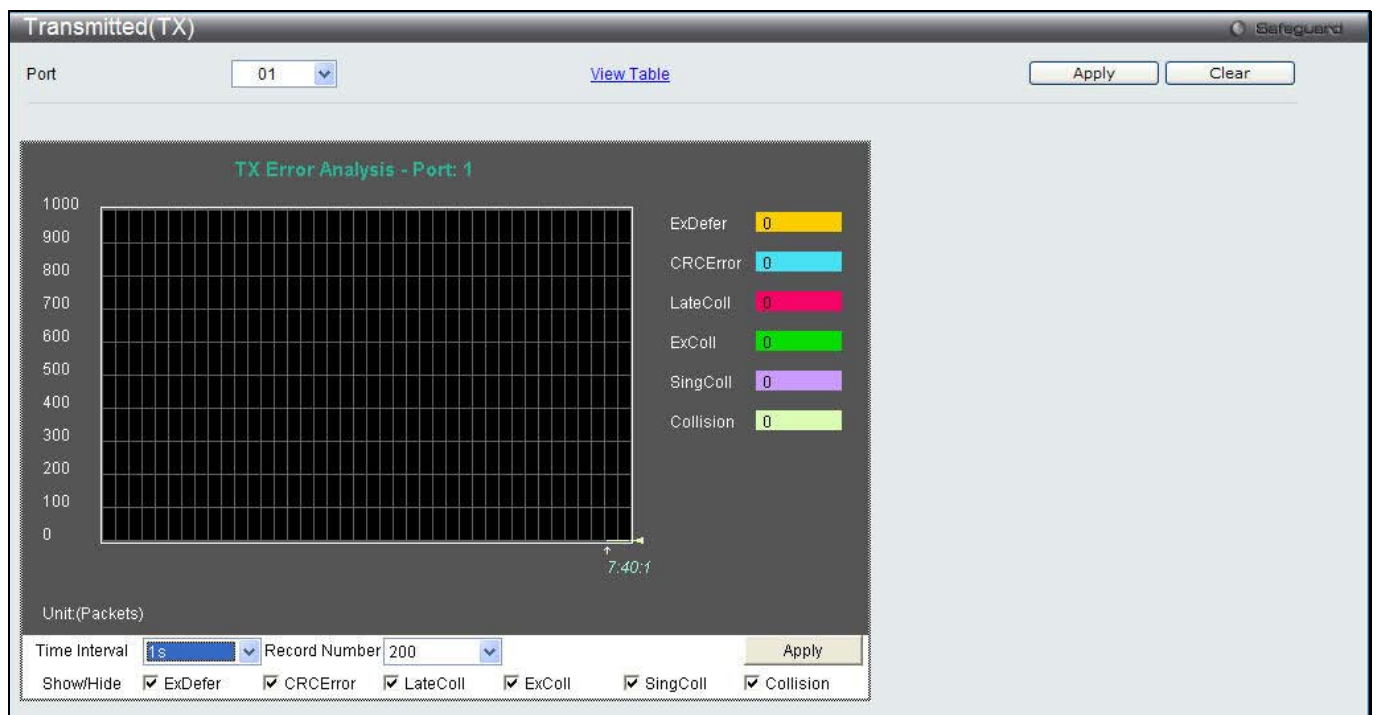 Transmitted(TX) Safeguard
Port 01 View Table Apply Clear
TX Error Analysis - Port: 1
1000
900
800
700
600
500
400
300
200
100
0
ExDefer 0
CRCError 0
LateColl 0
ExColl 0
SingColl 0
Collision 0
7:40:1
Unit:(Packets)
Time Interval 1s Record Number 200 Apply
Show/Hide ExDefer CRCError LateColl ExColl SingColl Collision